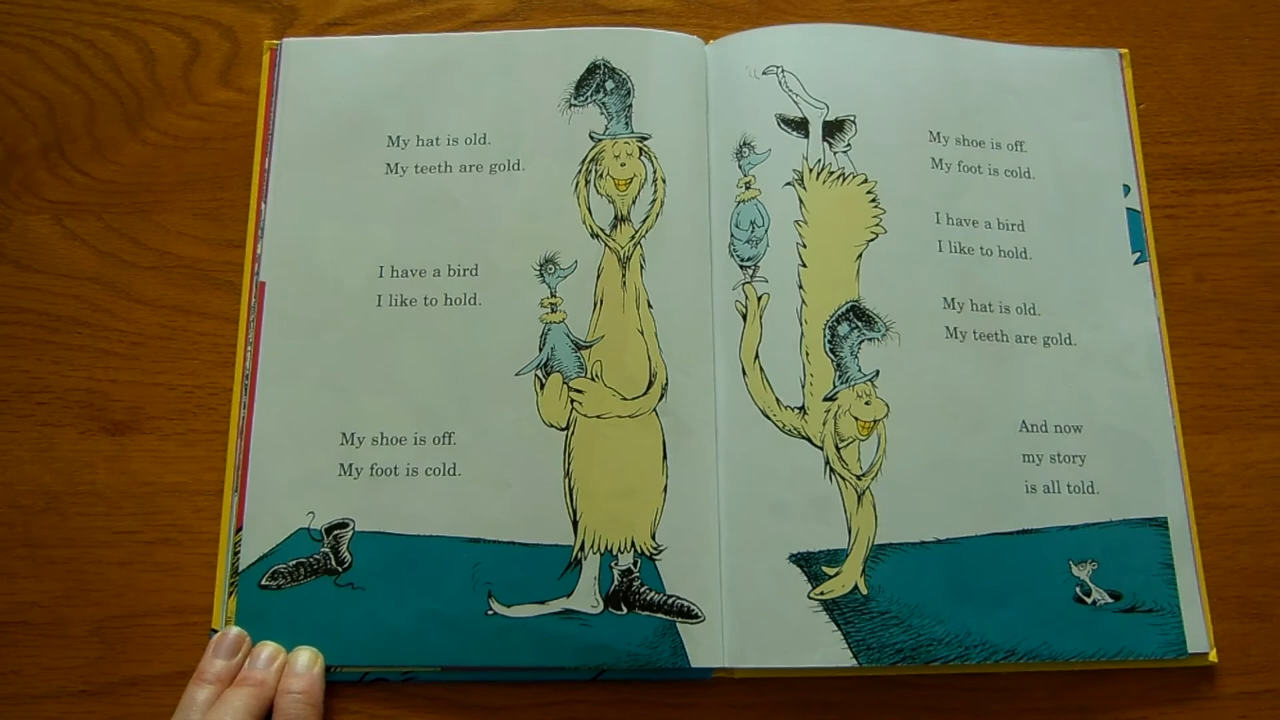 My hat is old.
My teeth are gold.
I have a bird
I like to hold.
My shoe is off.
My foot is cold.
My shoe is off.
My foot is cold.
I have a bird
I like to hold.
My hat is old.
My teeth are gold.
And now
my story
is all told.